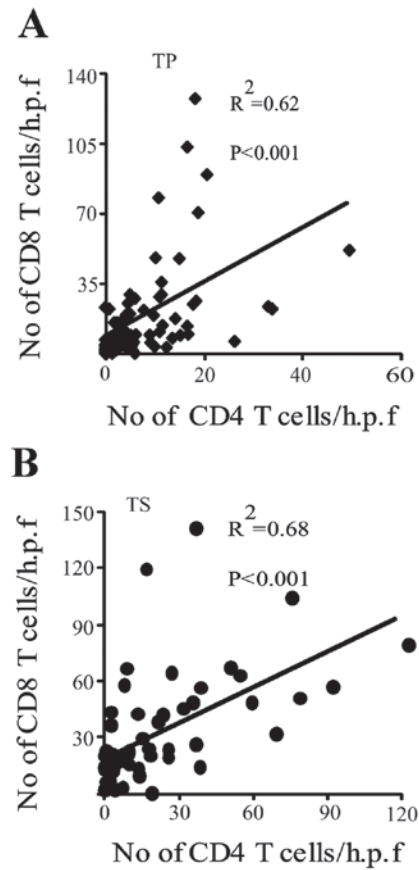 A
TP
R2=0.62
P<0.001
No of CD8 T cells/h.p.f
140
105
70
35
0
20
40
60
No of CD4 T cells/h.p.f
B
TS
R2=0.68
P<0.001
No of CD8 T cells/h.p.f
150
120
90
60
30
0
30
60
90
120
No of CD4 T cells/h.p.f